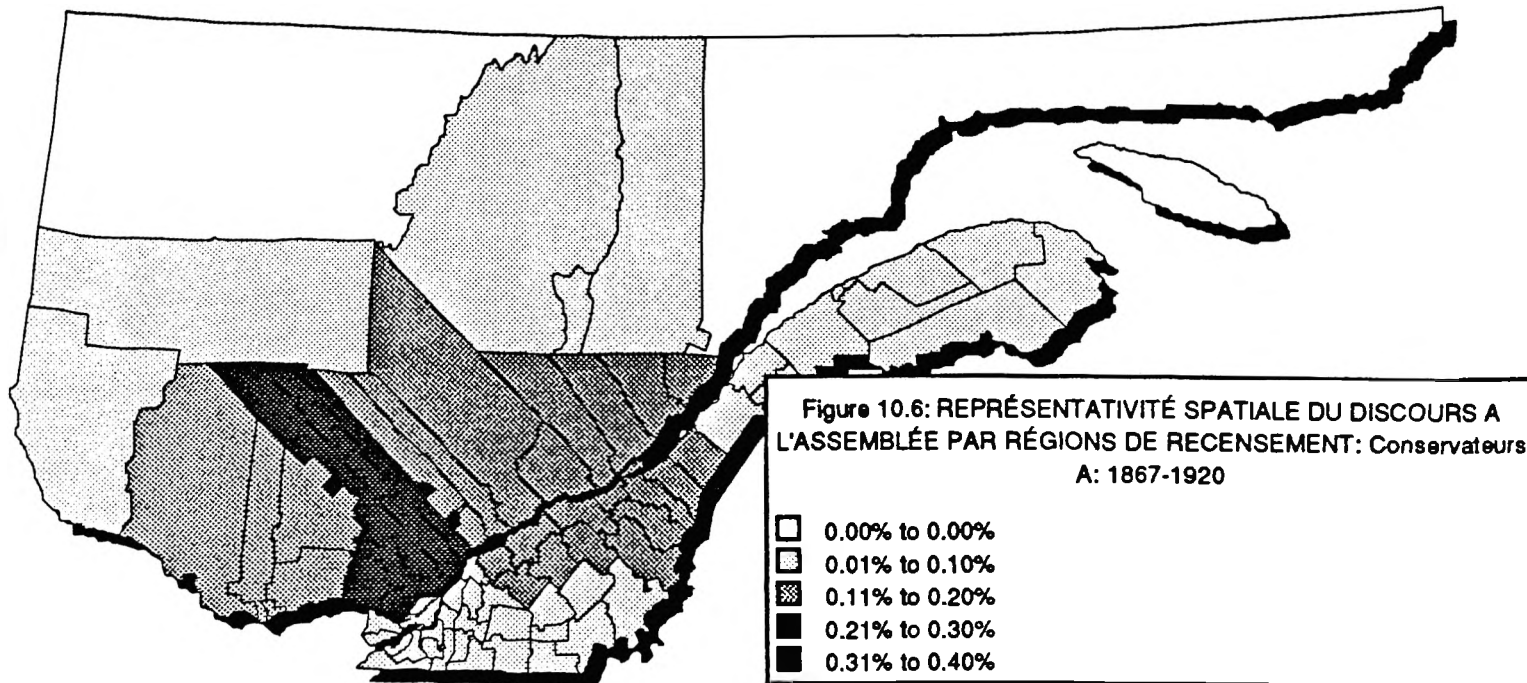 Figure 10.6: REPRÉSENTATIVITÉ SPATIALE DU DISCOURS A
L'ASSEMBLÉE PAR RÉGIONS DE RECENSEMENT: Conservateurs
A: 1867-1920
0.00% to 0.00%
0.01% to 0.10%
0.11% to 0.20%
0.21% to 0.30%
0.31% to 0.40%